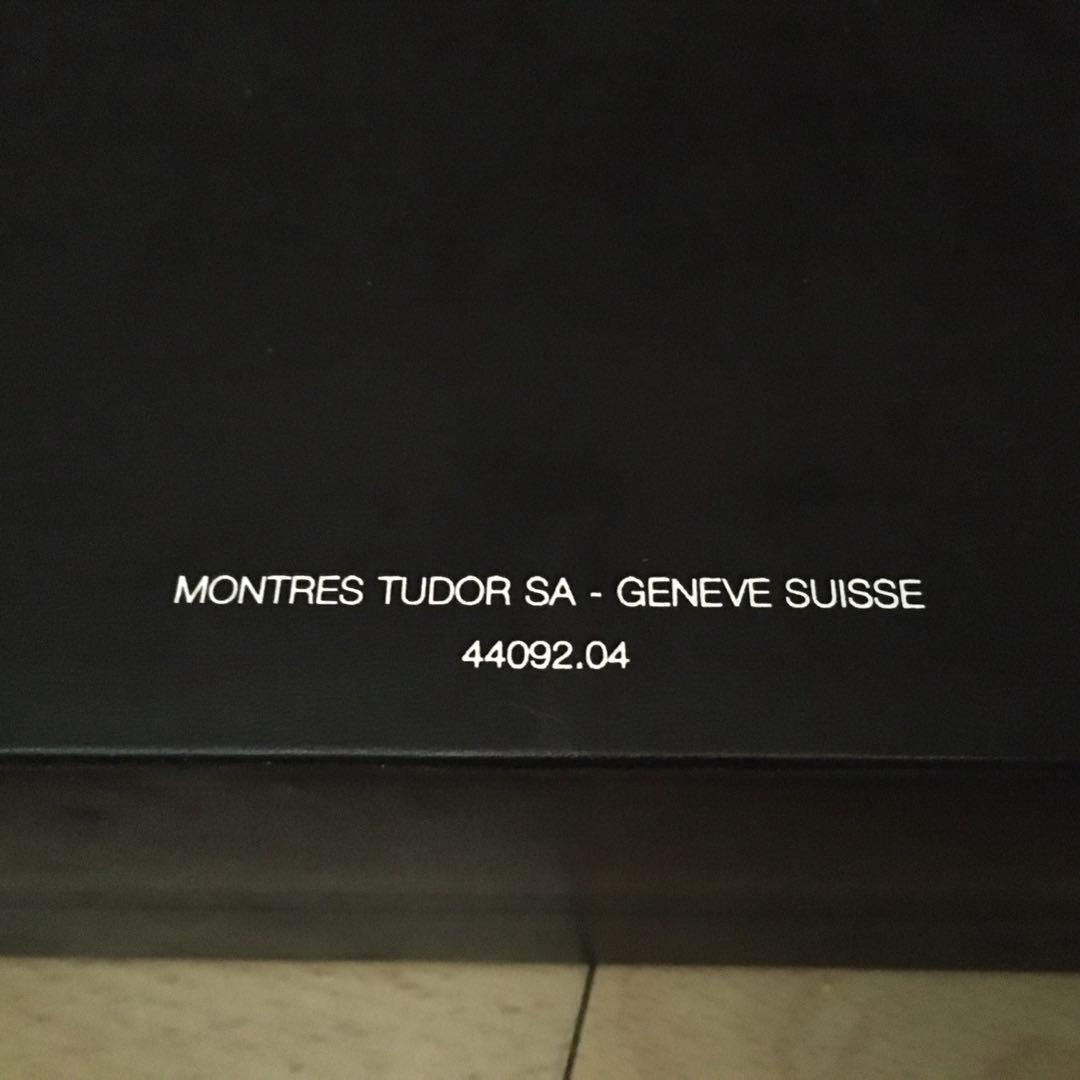 MONTRES TUDOR SA - GENEVE SUISSE
44092.04